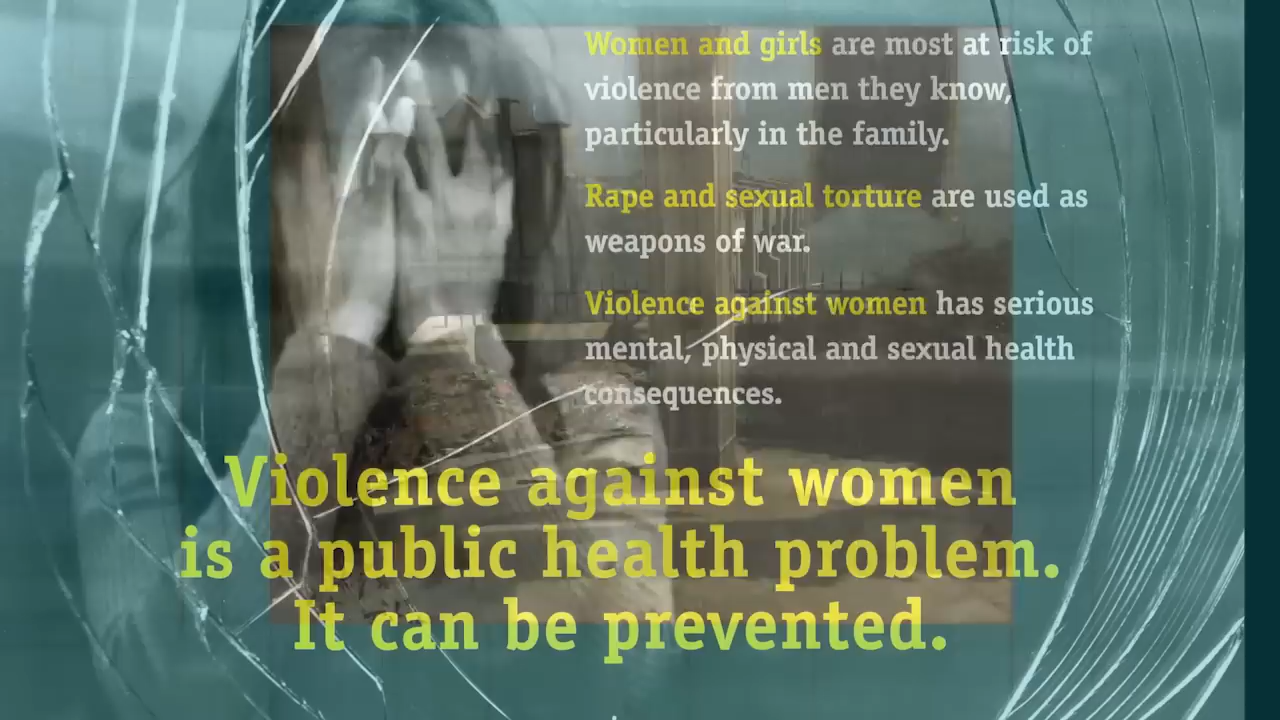 Women and girls are most at risk of
violence from men they know,
particularly in the family.
Rape and sexual torture are used as
weapons of war.
Violence against women has serious
mental, physical and sexual health
consequences.
Violence against women
is a public health problem.
It can be prevented.